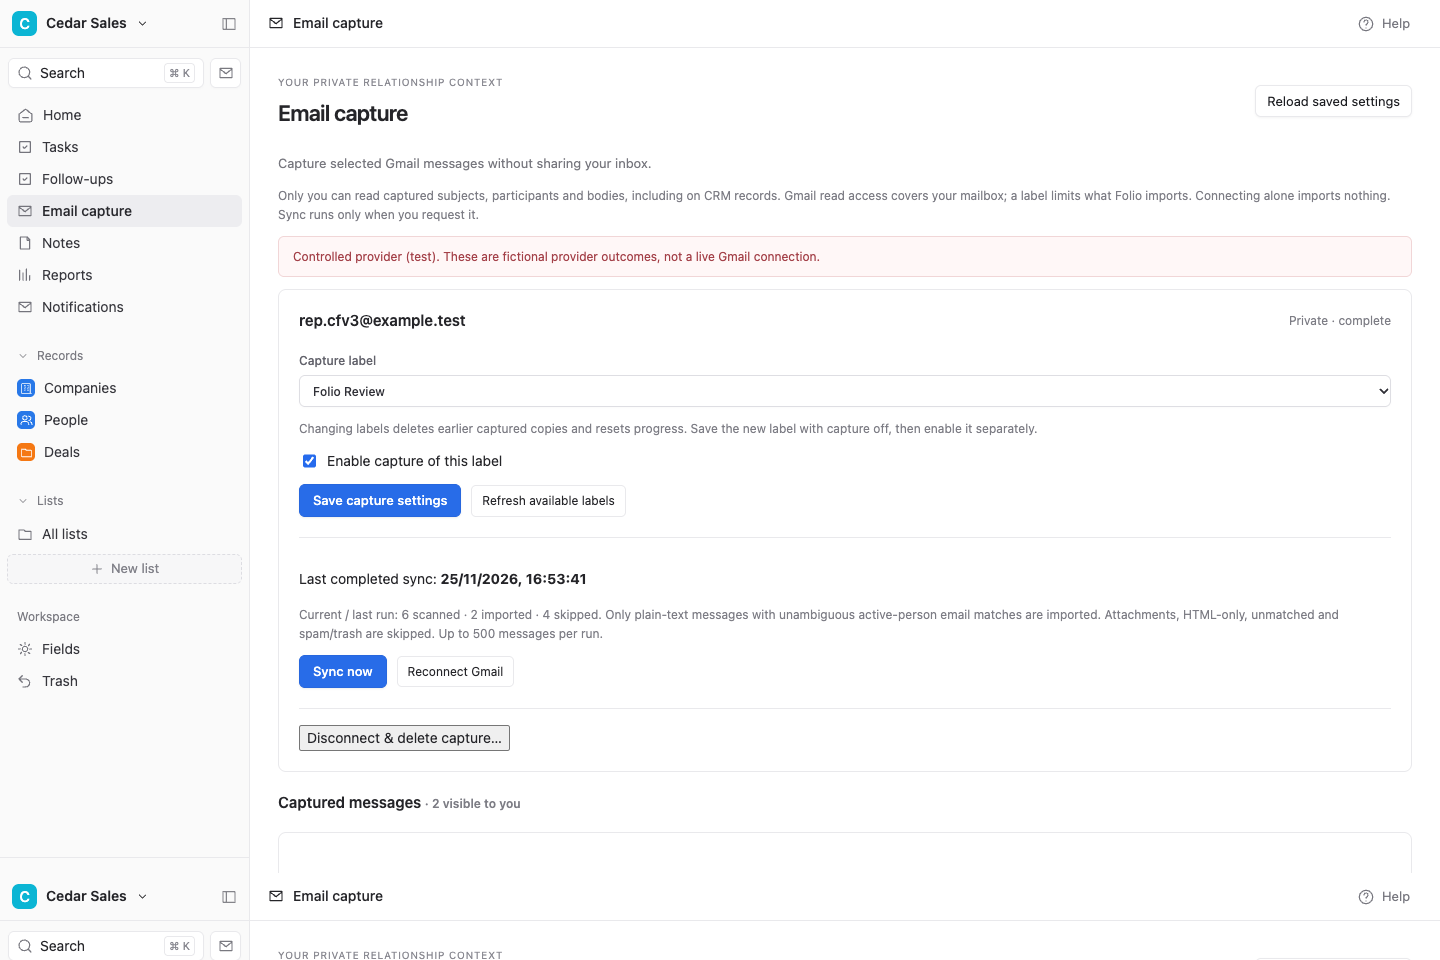 Cedar Sales
Search
⌘ K
Home
Tasks
Follow-ups
Email capture
Notes
Reports
Notifications
Records
Companies
People
Deals
Lists
All lists
New list
Workspace
Fields
Trash
Email capture
Help
YOUR PRIVATE RELATIONSHIP CONTEXT
Email capture
Reload saved settings
Capture selected Gmail messages without sharing your inbox.
Only you can read captured subjects, participants and bodies, including on CRM records. Gmail read access covers your mailbox; a label limits what Folio imports. Connecting alone imports nothing.
Sync runs only when you request it.
Controlled provider (test). These are fictional provider outcomes, not a live Gmail connection.
rep.cfv3@example.test
Private · complete
Capture label
Folio Review
Changing labels deletes earlier captured copies and resets progress. Save the new label with capture off, then enable it separately.
Enable capture of this label
Save capture settings
Refresh available labels
Last completed sync: 25/11/2026, 16:53:41
Current / last run: 6 scanned · 2 imported · 4 skipped. Only plain-text messages with unambiguous active-person email matches are imported. Attachments, HTML-only, unmatched and
spam/trash are skipped. Up to 500 messages per run.
Sync now
Reconnect Gmail
Disconnect & delete capture...
Captured messages · 2 visible to you
Cedar Sales
Email capture
Help
Search
⌘ K
YOUR PRIVATE RELATIONSHIP CONTEXT